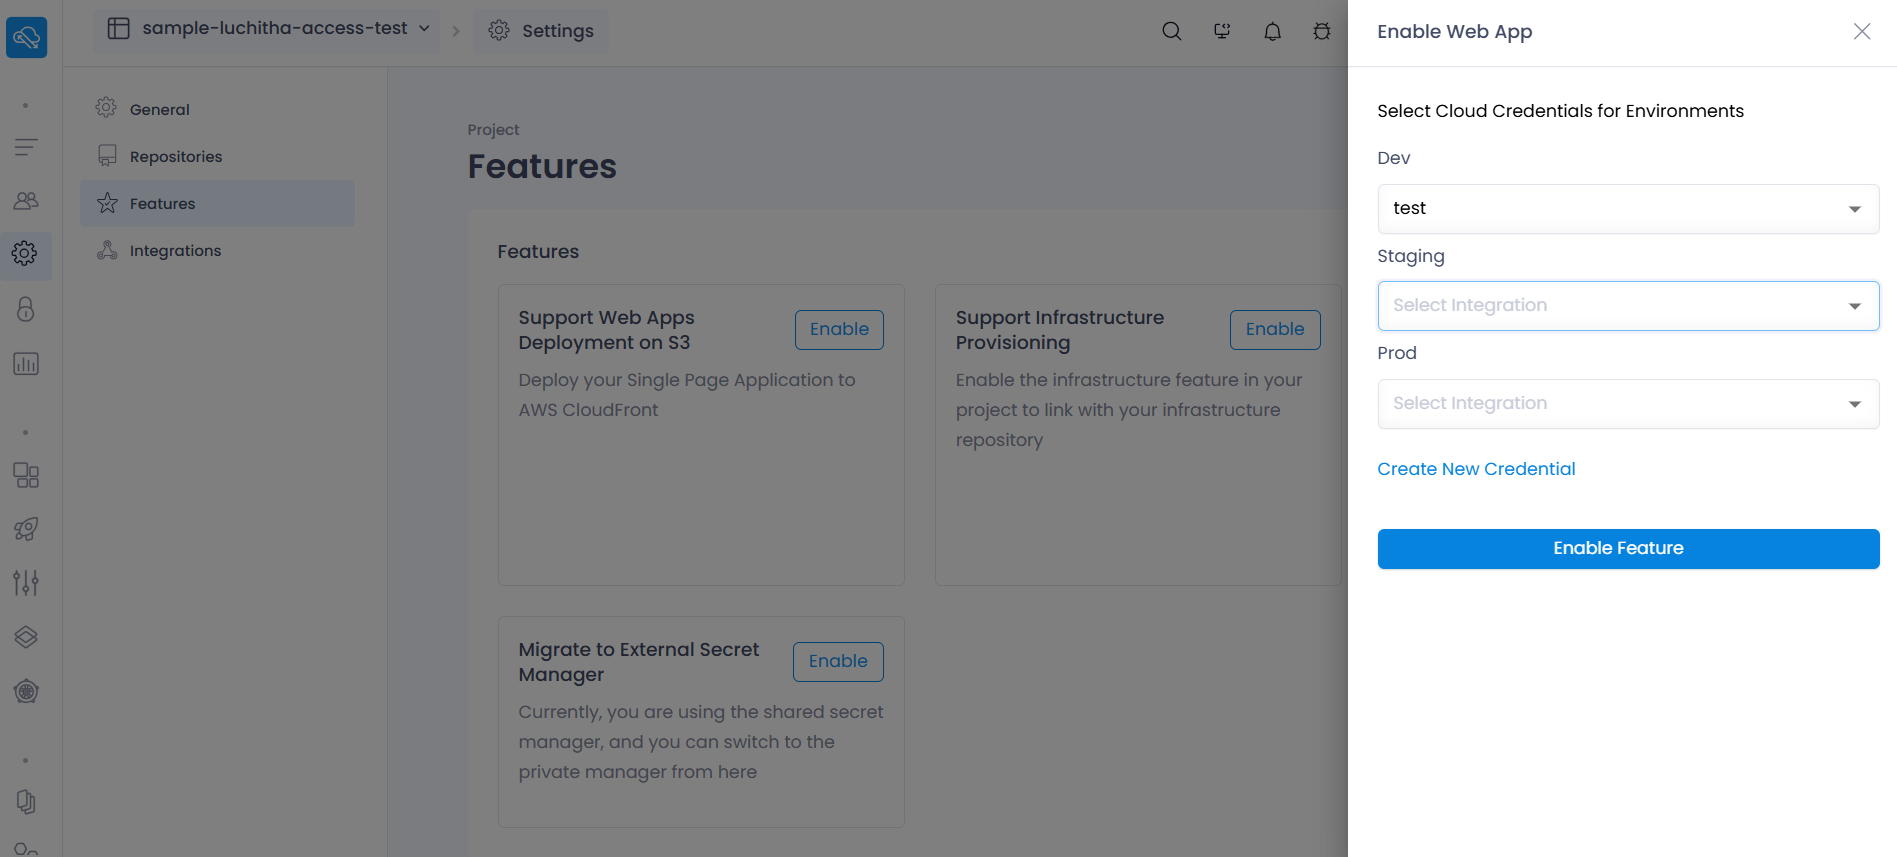 sample-luchitha-access-test
Settings
General
Repositories
Features
Integrations
Project
Features
Features
Support Web Apps
Deployment on S3
Enable
Deploy your Single Page Application to
AWS CloudFront
Support Infrastructure
Provisioning
Enable
Enable the infrastructure feature in your
project to link with your infrastructure
repository
Migrate to External Secret
Manager
Enable
Currently, you are using the shared secret
manager, and you can switch to the
private manager from here
Enable Web App
Select Cloud Credentials for Environments
Dev
test
Staging
Select Integration
Prod
Select Integration
Create New Credential
Enable Feature